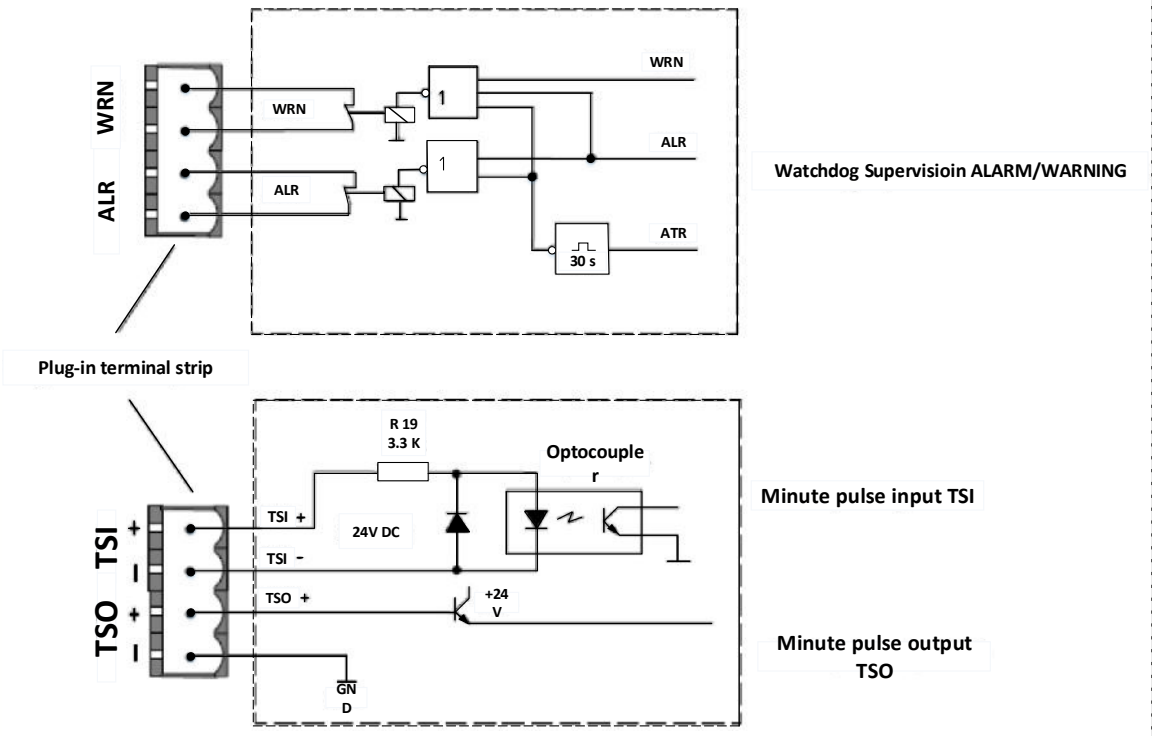 WRN
WRN
1
WRN
ALR
ALR
1
ALR
ATR
30 s
Watchdog Supervisioin ALARM/WARNING
Plug-in terminal strip
R 19
3.3 K
Optocouple
r
TSI
+
–
TSI +
24V DC
TSI -
Minute pulse input TSI
TSO
+
–
TSO +
+24
V
GN
D
Minute pulse output
TSO